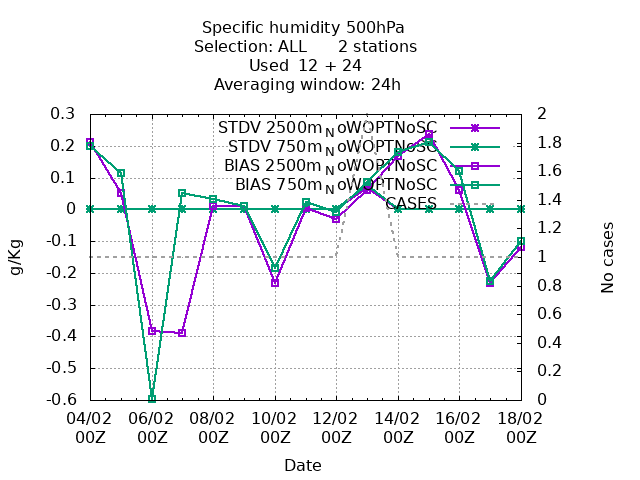 Specific humidity 500hPa
Selection: ALL 2 stations
Used 12 + 24
Averaging window: 24h
0.3
0.2
0.1
0
-0.1
-0.2
-0.3
-0.4
-0.5
-0.6
g/Kg
STDV 2500mNoWOPTNoSC
STDV 750mNoWOPTNoSC
BIAS 2500mNoWOPTNoSC
BIAS 750mNoWOPTNoSC
CASES
2
1.8
1.6
1.4
1.2
1
0.8
0.6
0.4
0.2
0
No cases
04/02 06/02 08/02 10/02 12/02 14/02 16/02 18/02
00Z 00Z 00Z 00Z 00Z 00Z 00Z 00Z
Date